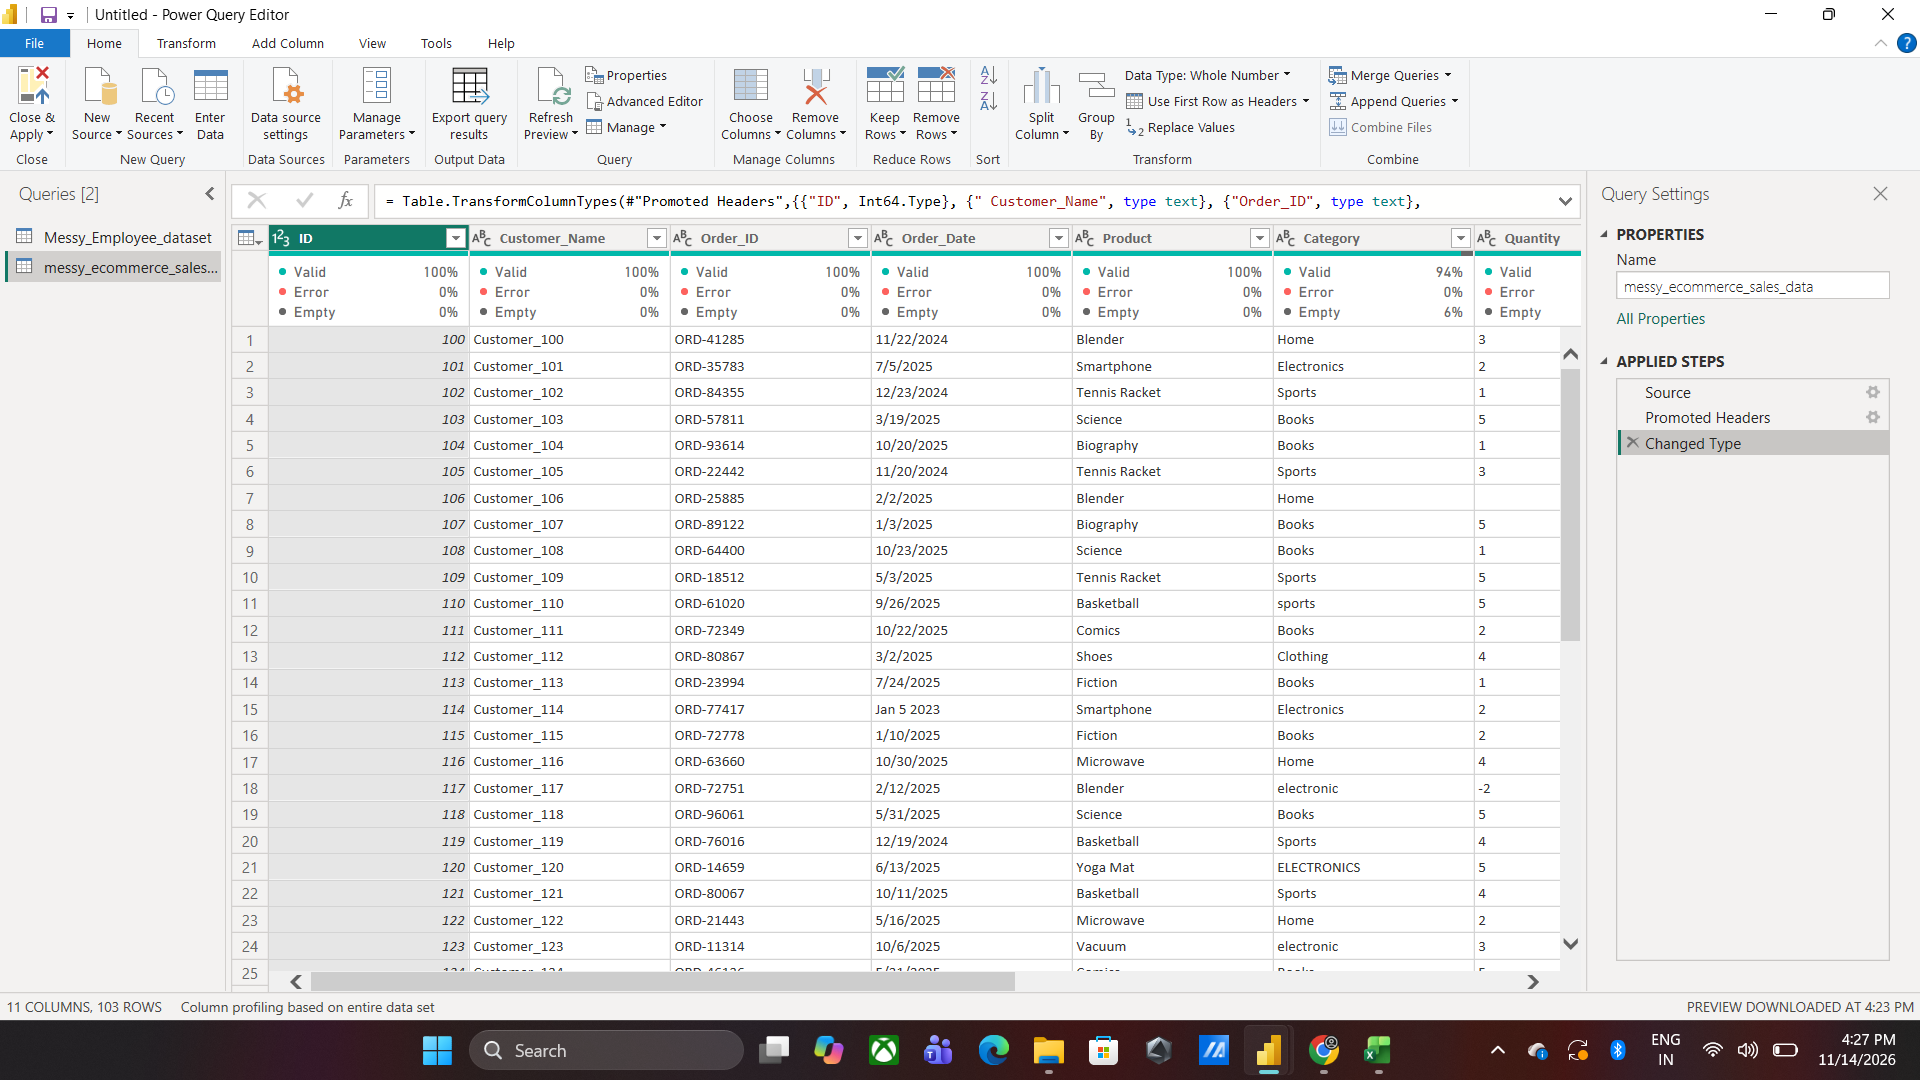 Untitled - Power Query Editor
File Home Transform Add Column View Tools Help
Close & Apply
New Source
Recent Sources
Enter Data
Data source settings
Manage Parameters
Export query results
Refresh Preview
Properties
Advanced Editor
Manage
Choose Columns
Remove Columns
Keep Rows
Remove Rows
Split Column
Group By
Data Type: Whole Number
Use First Row as Headers
Replace Values
Merge Queries
Append Queries
Combine Files
Close New Query Data Sources Parameters Output Data Query Manage Columns Reduce Rows Sort Transform Combine
Queries [2]
Messy_Employee_dataset
messy_ecommerce_sales...
fx = Table.TransformColumnTypes(#"Promoted Headers",{{"ID", Int64.Type}, {" Customer_Name", type text}, {"Order_ID", type text},
ID Customer_Name Order_ID Order_Date Product Category Quantity
Valid 100% Valid 100% Valid 100% Valid 100% Valid 100% Valid 94% Valid
Error 0% Error 0% Error 0% Error 0% Error 0% Error 0% Error
Empty 0% Empty 0% Empty 0% Empty 0% Empty 0% Empty 6% Empty
1 100 Customer_100 ORD-41285 11/22/2024 Blender Home 3
2 101 Customer_101 ORD-35783 7/5/2025 Smartphone Electronics 2
3 102 Customer_102 ORD-84355 12/23/2024 Tennis Racket Sports 1
4 103 Customer_103 ORD-57811 3/19/2025 Science Books 5
5 104 Customer_104 ORD-93614 10/20/2025 Biography Books 1
6 105 Customer_105 ORD-22442 11/20/2024 Tennis Racket Sports 3
7 106 Customer_106 ORD-25885 2/2/2025 Blender Home
8 107 Customer_107 ORD-89122 1/3/2025 Biography Books 5
9 108 Customer_108 ORD-64400 10/23/2025 Science Books 1
10 109 Customer_109 ORD-18512 5/3/2025 Tennis Racket Sports 5
11 110 Customer_110 ORD-61020 9/26/2025 Basketball sports 5
12 111 Customer_111 ORD-72349 10/22/2025 Comics Books 2
13 112 Customer_112 ORD-80867 3/2/2025 Shoes Clothing 4
14 113 Customer_113 ORD-23994 7/24/2025 Fiction Books 1
15 114 Customer_114 ORD-77417 Jan 5 2023 Smartphone Electronics 2
16 115 Customer_115 ORD-72778 1/10/2025 Fiction Books 2
17 116 Customer_116 ORD-63660 10/30/2025 Microwave Home 4
18 117 Customer_117 ORD-72751 2/12/2025 Blender electronic -2
19 118 Customer_118 ORD-96061 5/31/2025 Science Books 5
20 119 Customer_119 ORD-76016 12/19/2024 Basketball Sports 4
21 120 Customer_120 ORD-14659 6/13/2025 Yoga Mat ELECTRONICS 5
22 121 Customer_121 ORD-80067 10/11/2025 Basketball Sports 4
23 122 Customer_122 ORD-21443 5/16/2025 Microwave Home 2
24 123 Customer_123 ORD-11314 10/6/2025 Vacuum electronic 3
25
Query Settings
PROPERTIES
Name
messy_ecommerce_sales_data
All Properties
APPLIED STEPS
Source
Promoted Headers
Changed Type
11 COLUMNS, 103 ROWS Column profiling based on entire data set PREVIEW DOWNLOADED AT 4:23 PM
Search
ENG
IN
4:27 PM
11/14/2026